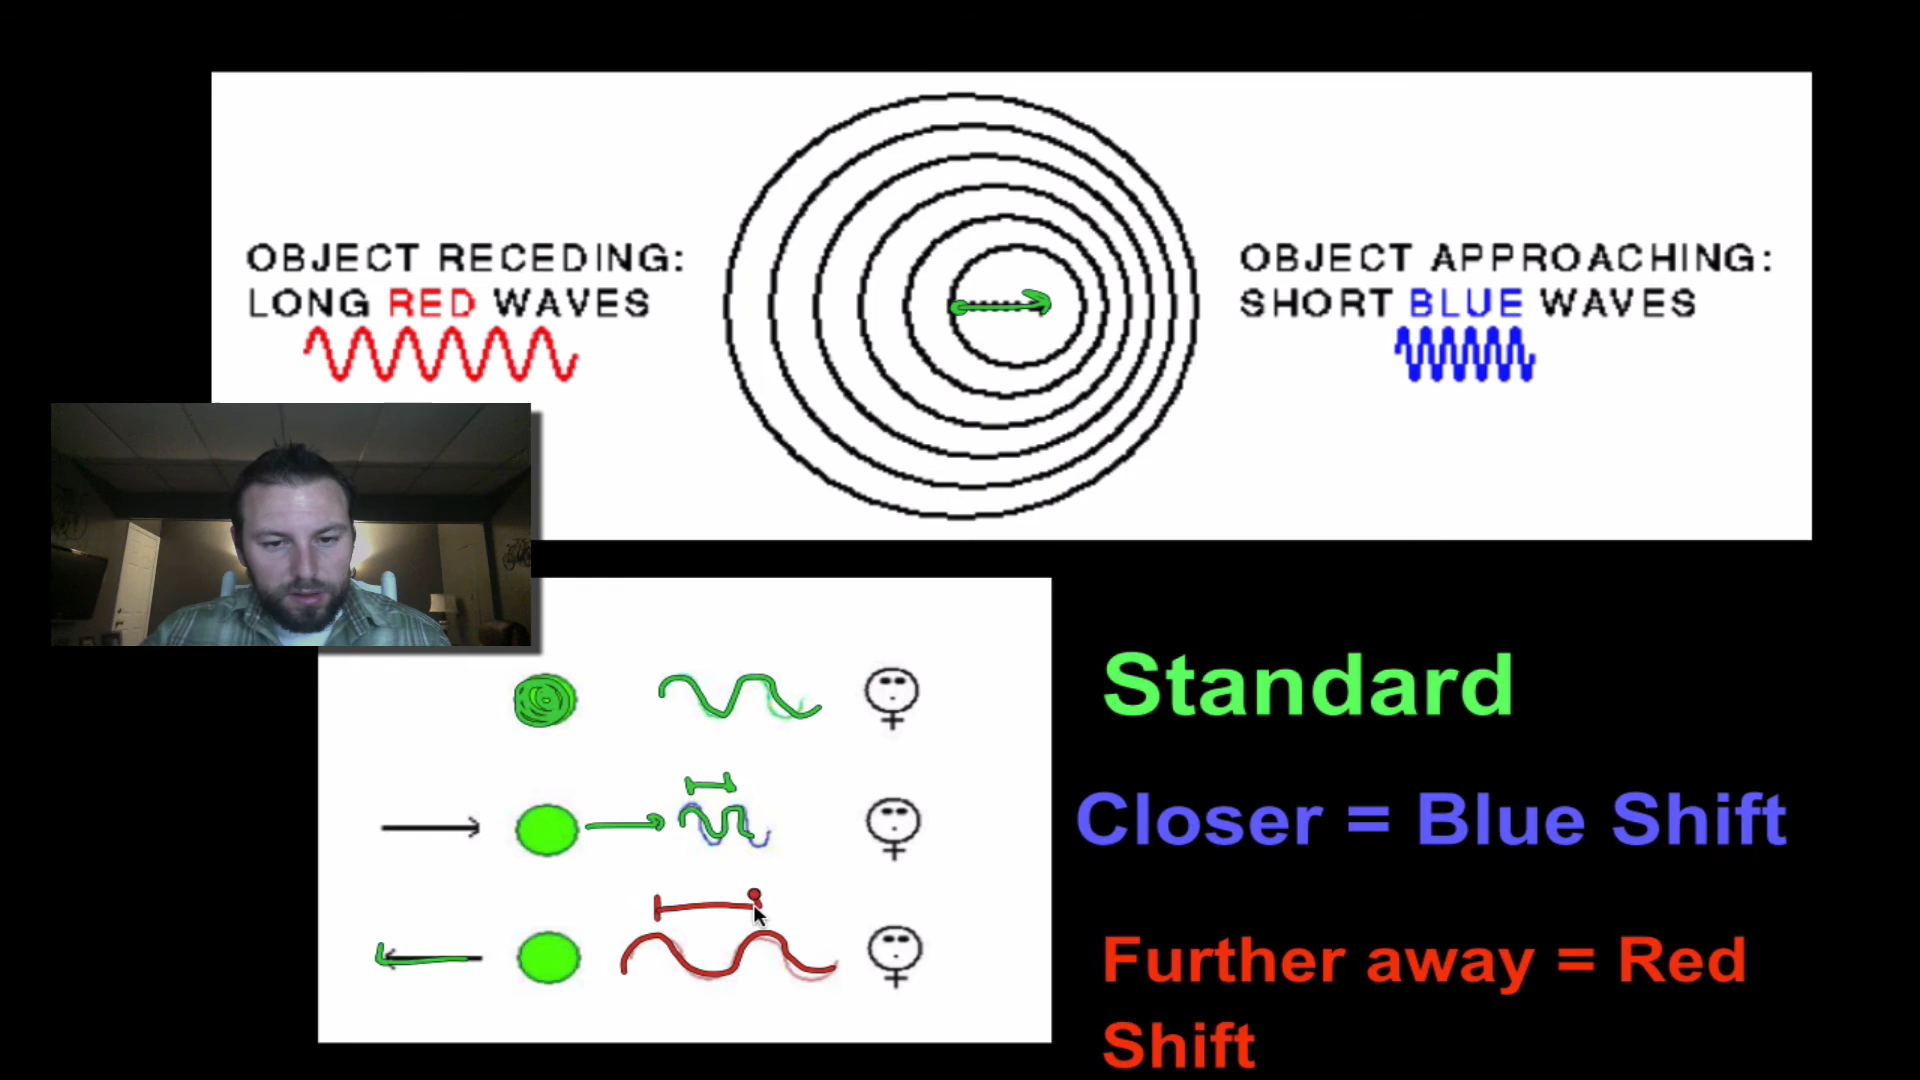 OBJECT RECEDING:
LONG RED WAVES
OBJECT APPROACHING:
SHORT BLUE WAVES
Standard
Closer = Blue Shift
Further away = Red
Shift